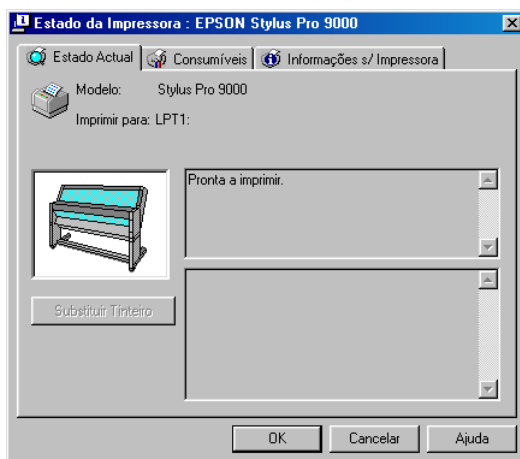 Estado da Impressora : EPSON Stylus Pro 9000
Estado Actual Consumíveis Informações s/ Impressora
Modelo: Stylus Pro 9000
Imprimir para: LPT1:
Pronta a imprimir.
Substituir Tinteiro
OK Cancelar Ajuda